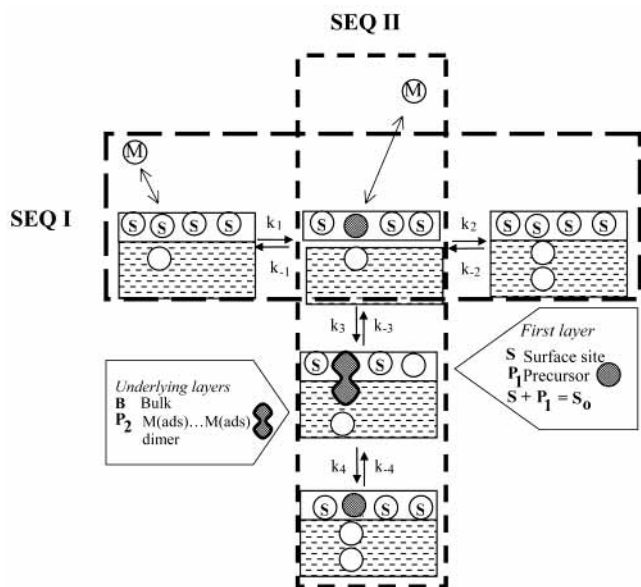 SEQ II
M
M
SEQ I
S S S S
k1
k-1
S S S
k2
k-2
S S S S
k3 k-3
Underlying layers
B Bulk
P2 M(ads)…M(ads)
dimer
S S
First layer
S Surface site
P1 Precursor
S + P1 = So
k4 k-4
S S S